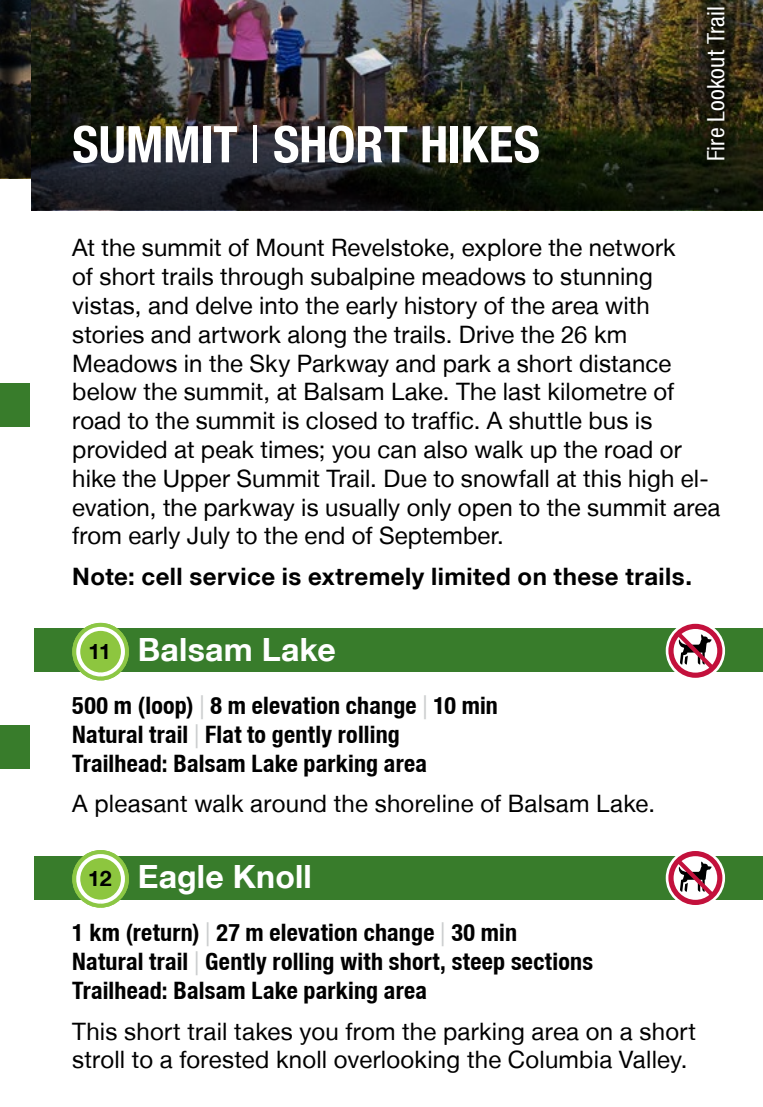 Fire Lookout Trail
SUMMIT | SHORT HIKES
At the summit of Mount Revelstoke, explore the network
of short trails through subalpine meadows to stunning
vistas, and delve into the early history of the area with
stories and artwork along the trails. Drive the 26 km
Meadows in the Sky Parkway and park a short distance
below the summit, at Balsam Lake. The last kilometre of
road to the summit is closed to traffic. A shuttle bus is
provided at peak times; you can also walk up the road or
hike the Upper Summit Trail. Due to snowfall at this high el-
evation, the parkway is usually only open to the summit area
from early July to the end of September.
Note: cell service is extremely limited on these trails.
11 Balsam Lake
500 m (loop) | 8 m elevation change | 10 min
Natural trail | Flat to gently rolling
Trailhead: Balsam Lake parking area
A pleasant walk around the shoreline of Balsam Lake.
12 Eagle Knoll
1 km (return) | 27 m elevation change | 30 min
Natural trail | Gently rolling with short, steep sections
Trailhead: Balsam Lake parking area
This short trail takes you from the parking area on a short
stroll to a forested knoll overlooking the Columbia Valley.